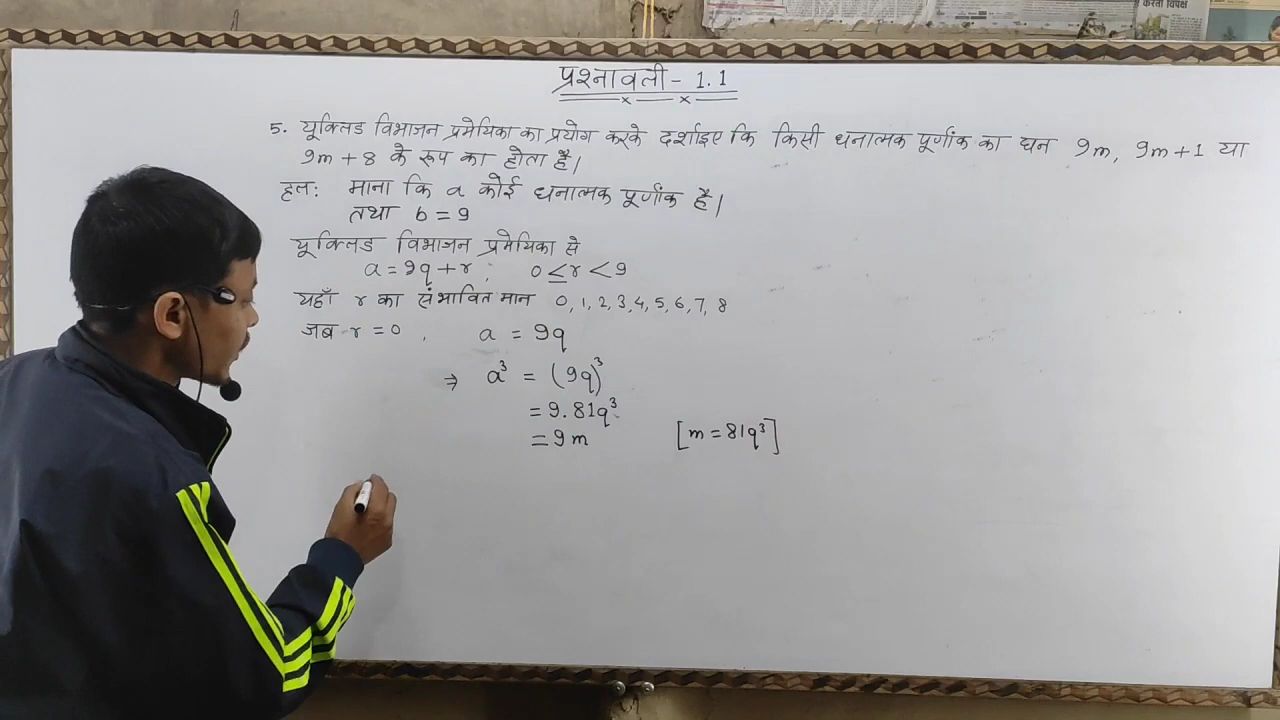 करता विपक्ष
प्रश्नावली - 1.1
5. यूक्लिड विभाजन प्रमेयिका का प्रयोग करके दर्शाइए कि किसी धनात्मक पूर्णांक का घन 9m, 9m+1 या
9m+8 के रूप का होता है।
हल: माना कि a कोई धनात्मक पूर्णांक है।
तथा b = 9
यूक्लिड विभाजन प्रमेयिका से
a = 9q + r ; 0 ≤ r < 9
यहाँ r का संभावित मान 0, 1, 2, 3, 4, 5, 6, 7, 8
जब r = 0 , a = 9q
⇒ a³ = (9q)³
= 9.81q³
= 9m [m = 81q³]